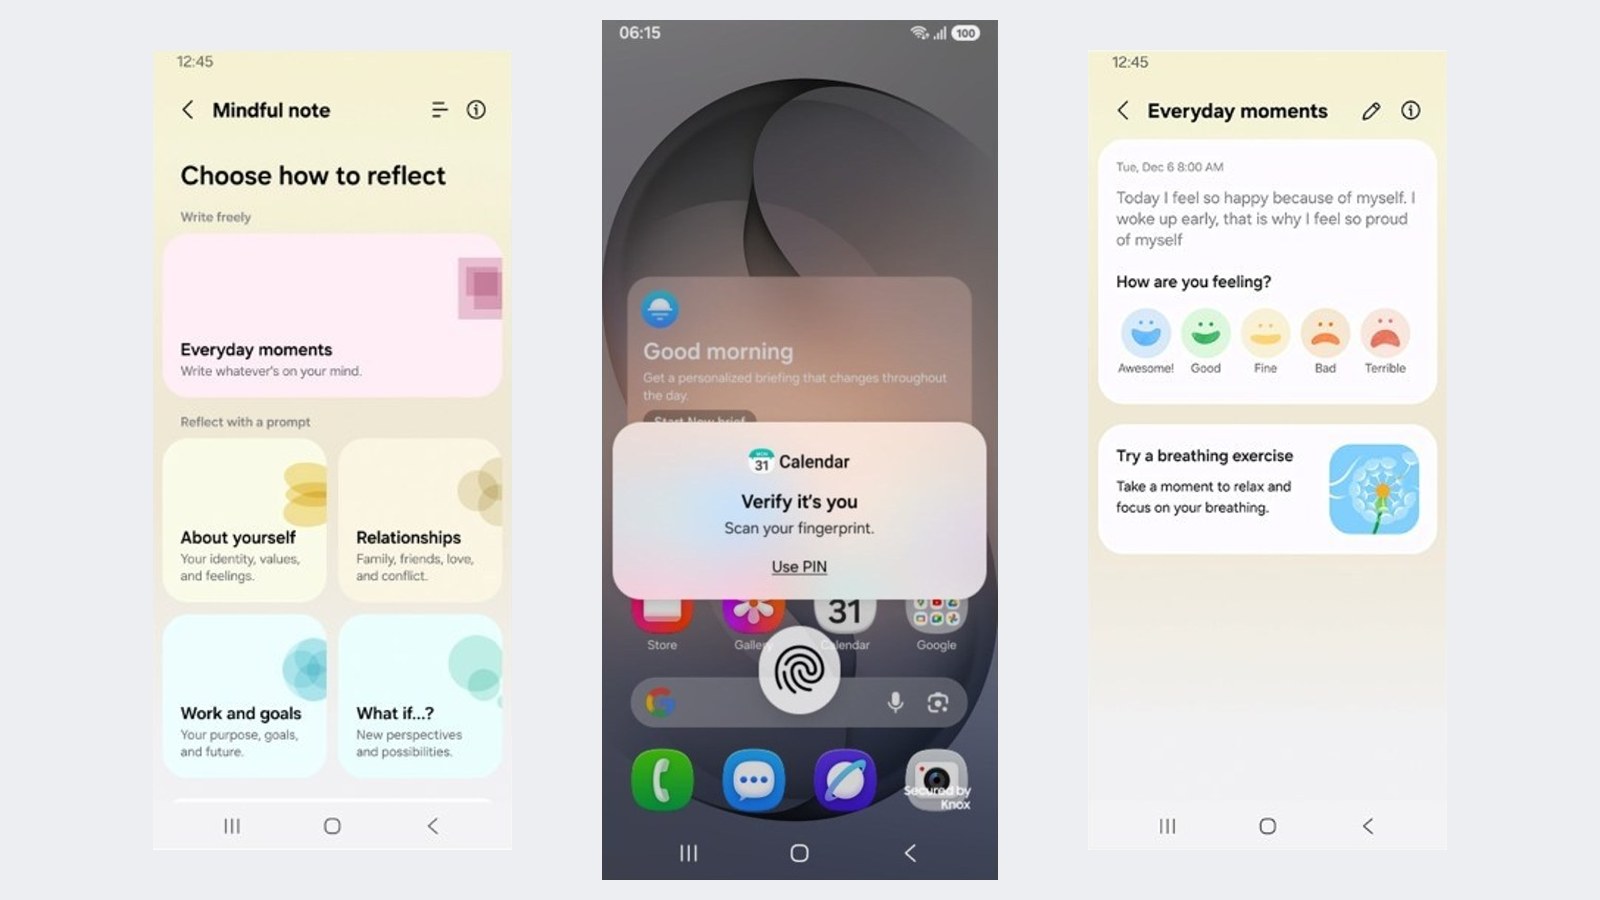 12:45
Mindful note
Choose how to reflect
Write freely
Everyday moments
Write whatever's on your mind.
Reflect with a prompt
About yourself
Your identity, values,
and feelings.
Relationships
Family, friends, love,
and conflict.
Work and goals
Your purpose, goals,
and future.
What if...?
New perspectives
and possibilities.
06:15
100
Good morning
Get a personalized briefing that changes throughout
the day.
Start Now brief
MON
31
Calendar
Verify it's you
Scan your fingerprint.
Use PIN
31
Store
Gallery
Calendar
Google
Secured by
Knox
12:45
Everyday moments
Tue, Dec 6 8:00 AM
Today I feel so happy because of myself. I
woke up early, that is why I feel so proud
of myself
How are you feeling?
Awesome!
Good
Fine
Bad
Terrible
Try a breathing exercise
Take a moment to relax and
focus on your breathing.